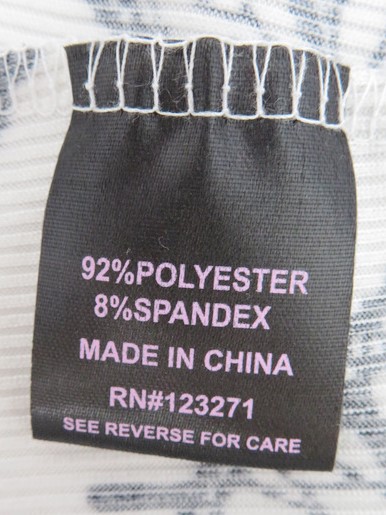 92%POLYESTER
8%SPANDEX
MADE IN CHINA
RN#123271
SEE REVERSE FOR CARE